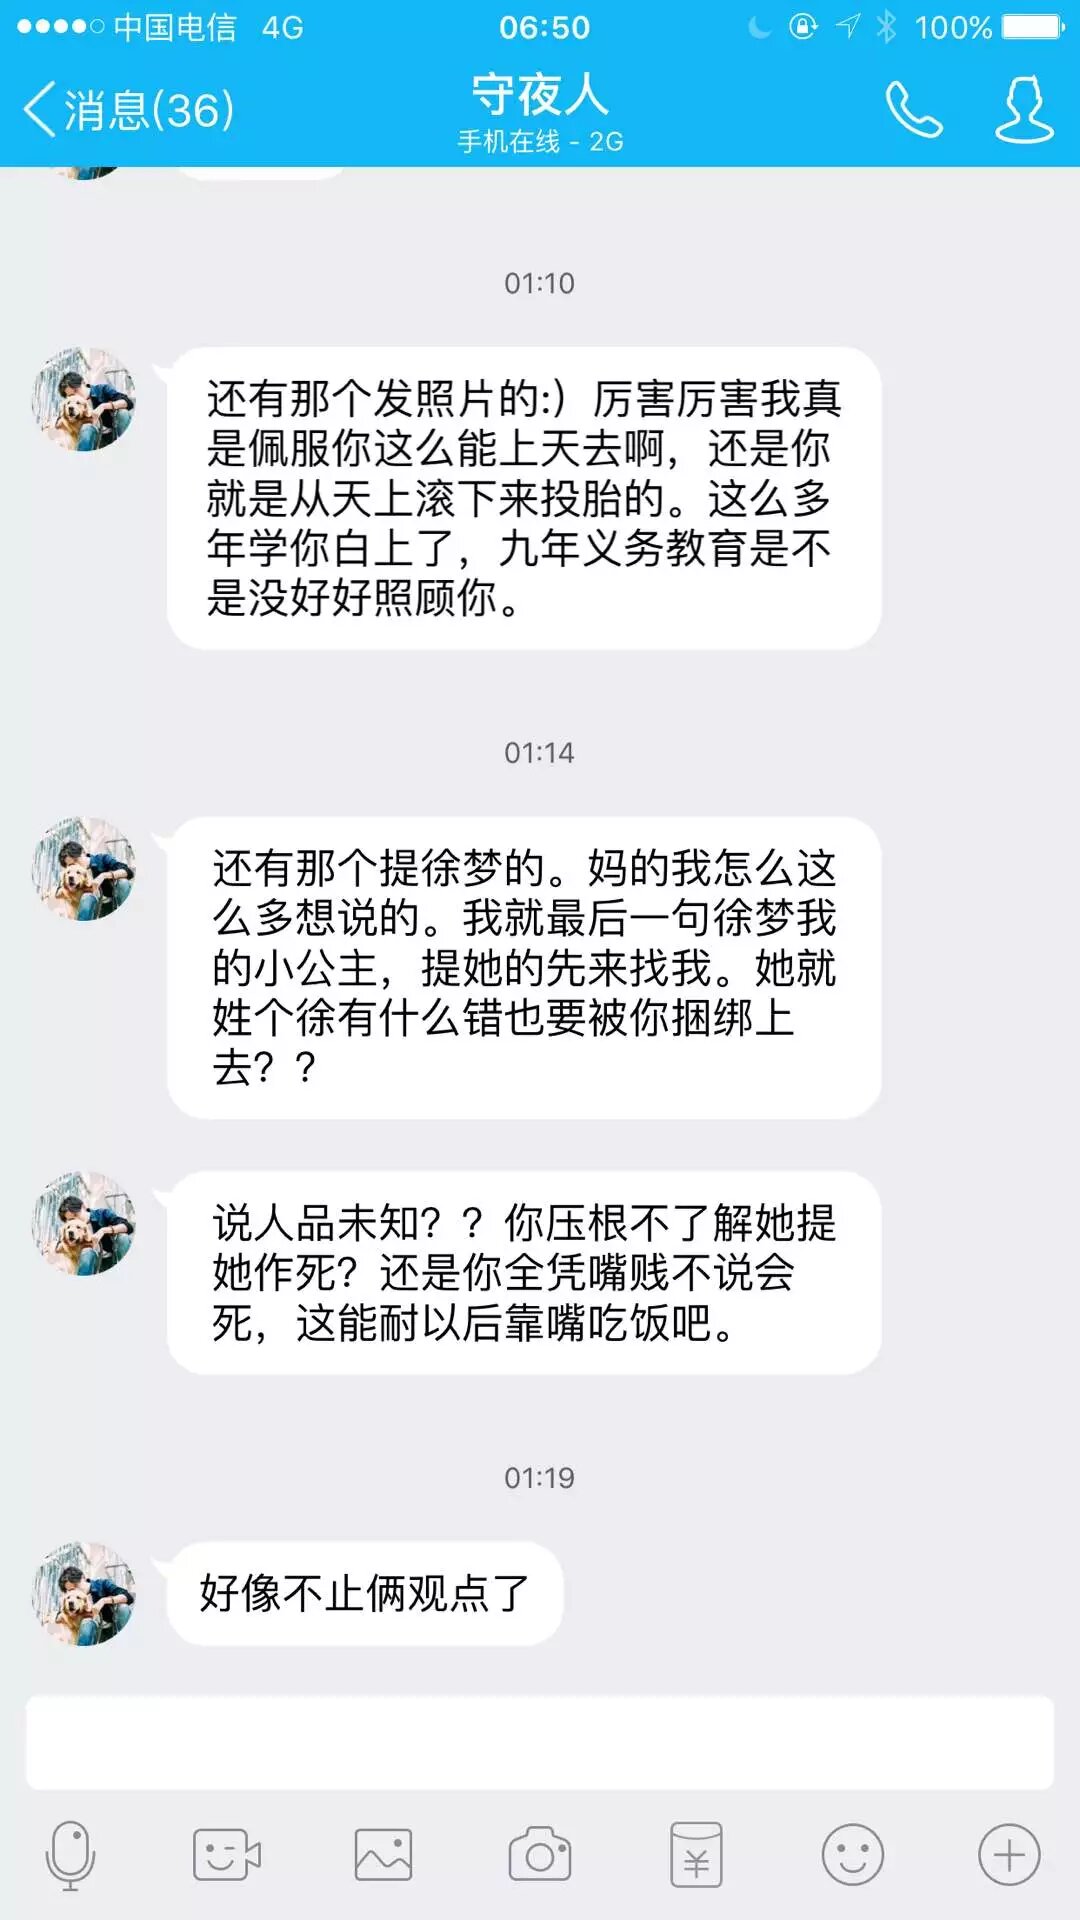 中国电信 4G 06:50 100%
消息(36) 守夜人
手机在线 - 2G
01:10
还有那个发照片的:）厉害厉害我真
是佩服你这么能上天去啊，还是你
就是从天上滚下来投胎的。这么多
年学你白上了，九年义务教育是不
是没好好照顾你。
01:14
还有那个提徐梦的。妈的我怎么这
么多想说的。我就最后一句徐梦我
的小公主，提她的先来找我。她就
姓个徐有什么错也要被你捆绑上
去？？
说人品未知？？你压根不了解她提
她作死？还是你全凭嘴贱不说会
死，这能耐以后靠嘴吃饭吧。
01:19
好像不止俩观点了